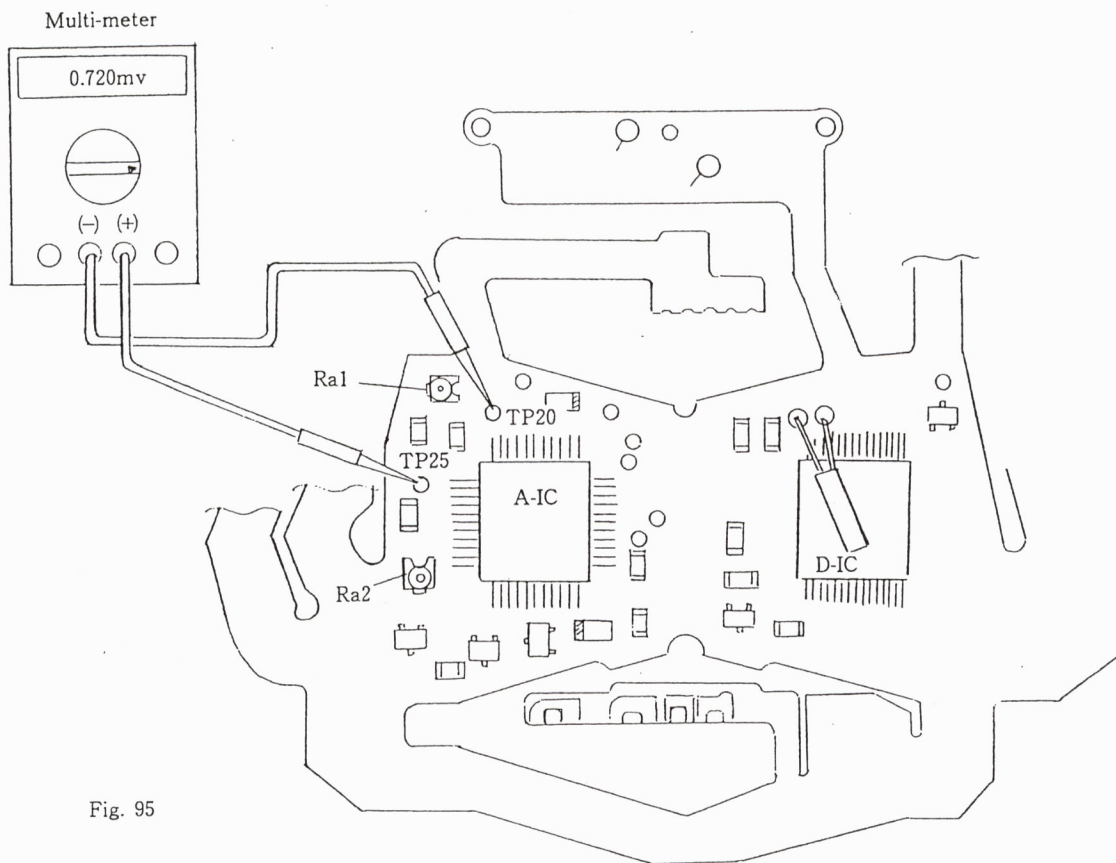 Multi-meter
0.720mv
(-) (+)
Ra1
TP20
TP25
A-IC
D-IC
Ra2
Fig. 95